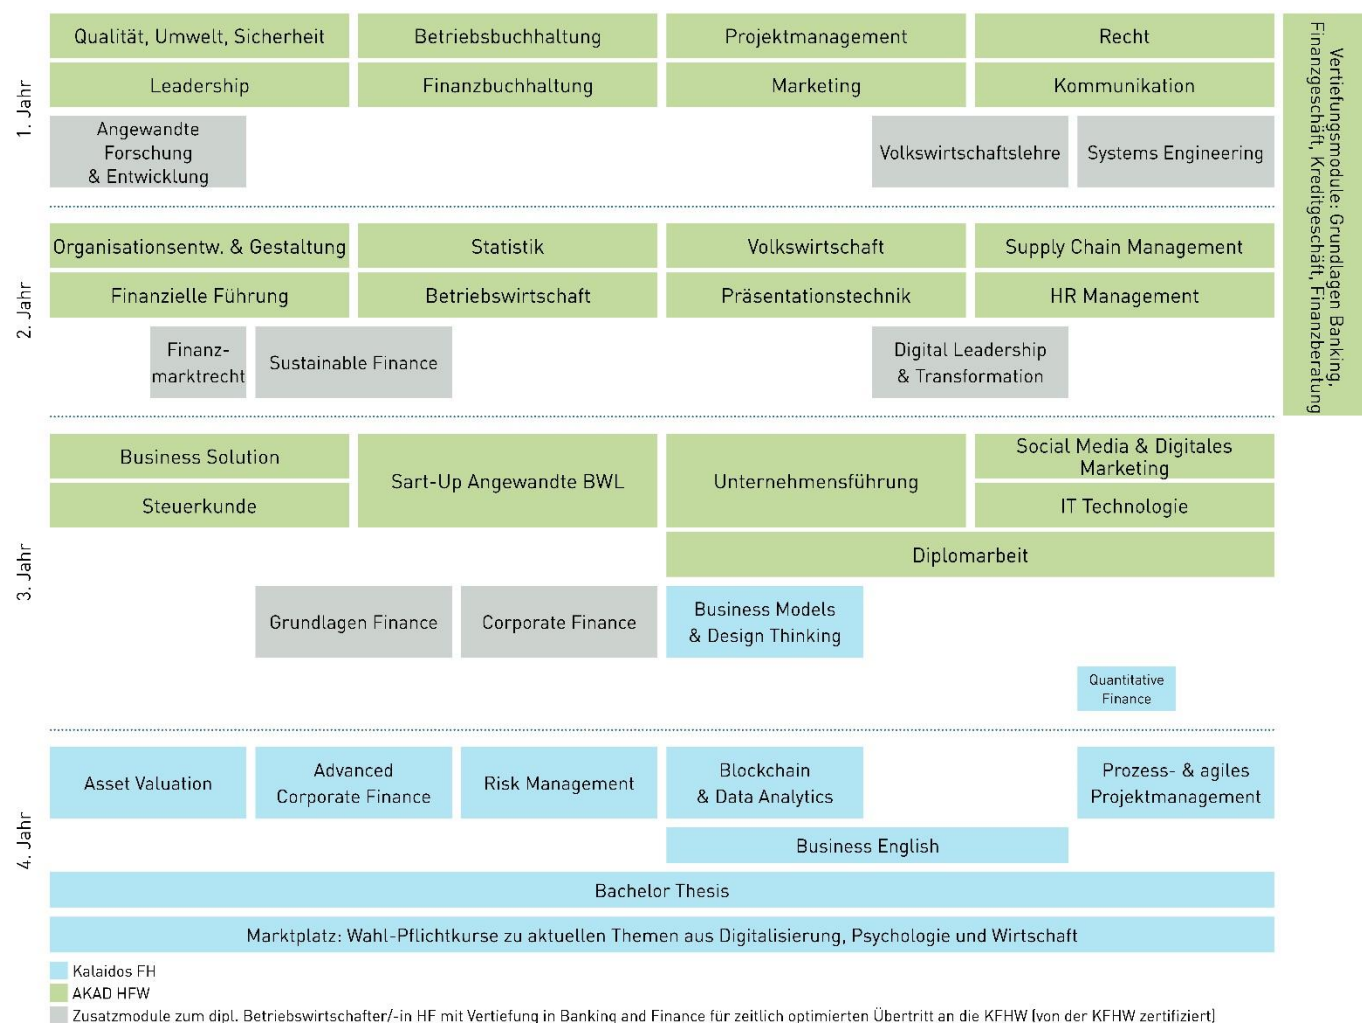 1. Jahr
Qualität, Umwelt, Sicherheit
Betriebsbuchhaltung
Projektmanagement
Recht
Leadership
Finanzbuchhaltung
Marketing
Kommunikation
Angewandte
Forschung
& Entwicklung
Volkswirtschaftslehre
Systems Engineering
Vertiefungsmodule: Grundlagen Banking,
Finanzgeschäft, Kreditgeschäft, Finanzberatung
2. Jahr
Organisationsentw. & Gestaltung
Statistik
Volkswirtschaft
Supply Chain Management
Finanzielle Führung
Betriebswirtschaft
Präsentationstechnik
HR Management
Finanz-
marktrecht
Sustainable Finance
Digital Leadership
& Transformation
3. Jahr
Business Solution
Sart-Up Angewandte BWL
Unternehmensführung
Social Media & Digitales
Marketing
Steuerkunde
IT Technologie
Diplomarbeit
Grundlagen Finance
Corporate Finance
Business Models
& Design Thinking
Quantitative
Finance
4. Jahr
Asset Valuation
Advanced
Corporate Finance
Risk Management
Blockchain
& Data Analytics
Prozess- & agiles
Projektmanagement
Business English
Bachelor Thesis
Marktplatz: Wahl-Pflichtkurse zu aktuellen Themen aus Digitalisierung, Psychologie und Wirtschaft
Kalaidos FH
AKAD HFW
Zusatzmodule zum dipl. Betriebswirtschafter/-in HF mit Vertiefung in Banking and Finance für zeitlich optimierten Übertritt an die KFHW (von der KFHW zertifiziert)